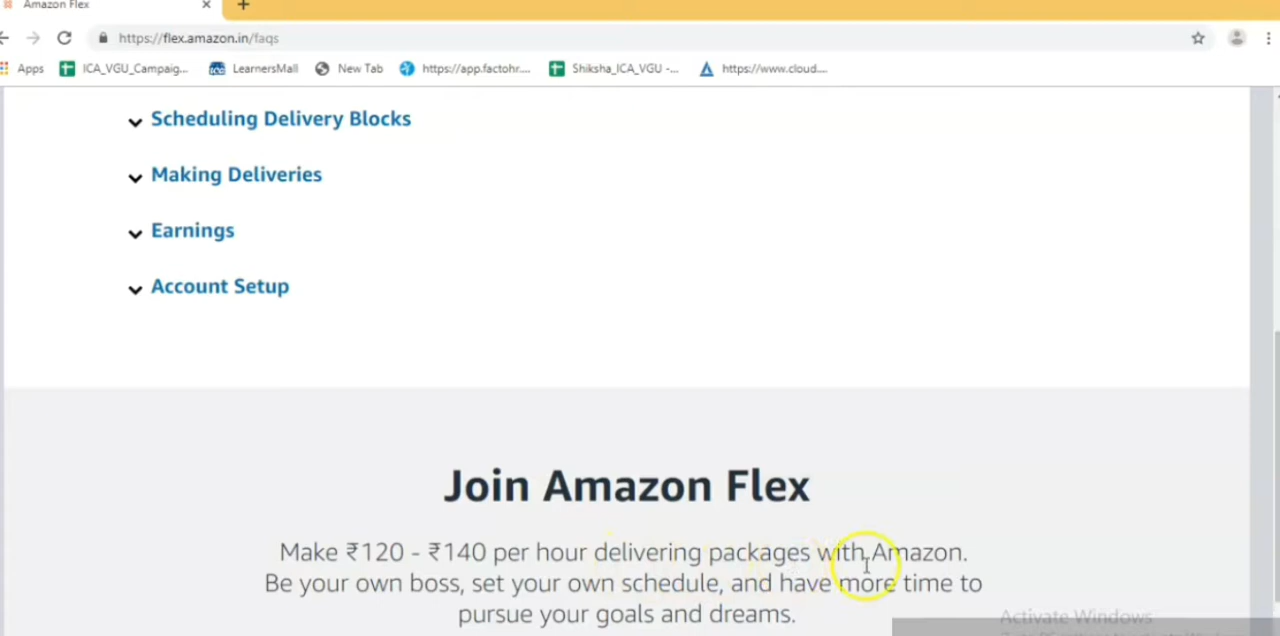 Amazon Flex
https://flex.amazon.in/faqs
Apps ICA_VGU_Campaig... LearnersMall New Tab https://app.factohr.... Shiksha_ICA_VGU -... https://www.cloud....
Scheduling Delivery Blocks
Making Deliveries
Earnings
Account Setup
Join Amazon Flex
Make ₹120 - ₹140 per hour delivering packages with Amazon.
Be your own boss, set your own schedule, and have more time to
pursue your goals and dreams.
Activate Windows